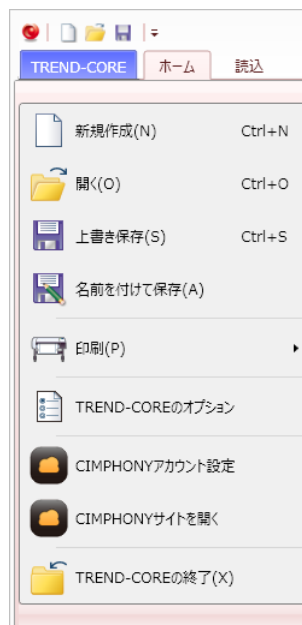 TREND-CORE ホーム 読込
新規作成(N) Ctrl+N
開く(O) Ctrl+O
上書き保存(S) Ctrl+S
名前を付けて保存(A)
印刷(P)
TREND-COREのオプション
CIMPHONYアカウント設定
CIMPHONYサイトを開く
TREND-COREの終了(X)